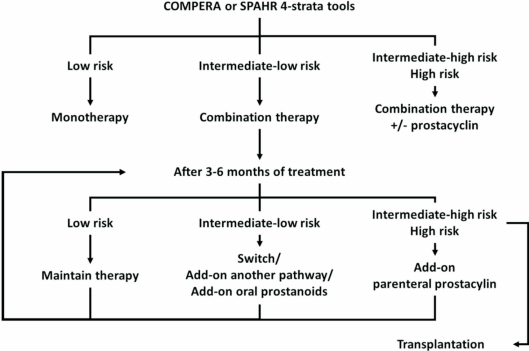 COMPERA or SPAHR 4-strata tools
Low risk
Intermediate-low risk
Intermediate-high risk
High risk
Monotherapy
Combination therapy
Combination therapy
+/- prostacyclin
After 3-6 months of treatment
Low risk
Intermediate-low risk
Intermediate-high risk
High risk
Maintain therapy
Switch/
Add-on another pathway/
Add-on oral prostanoids
Add-on
parenteral prostacylin
Transplantation